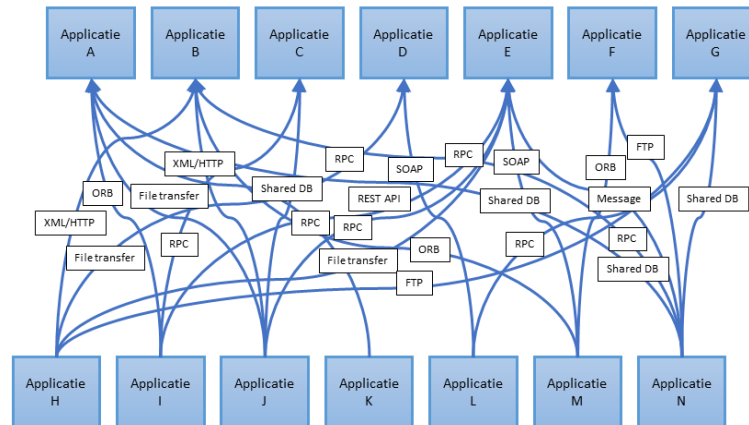 Applicatie
A
Applicatie
B
Applicatie
C
Applicatie
D
Applicatie
E
Applicatie
F
Applicatie
G
FTP
RPC
RPC
XML/HTTP
SOAP
SOAP
ORB
ORB
File transfer
Shared DB
REST API
Shared DB
Message
Shared DB
XML/HTTP
RPC
RPC
RPC
RPC
RPC
ORB
File transfer
File transfer
Shared DB
FTP
Applicatie
H
Applicatie
I
Applicatie
J
Applicatie
K
Applicatie
L
Applicatie
M
Applicatie
N